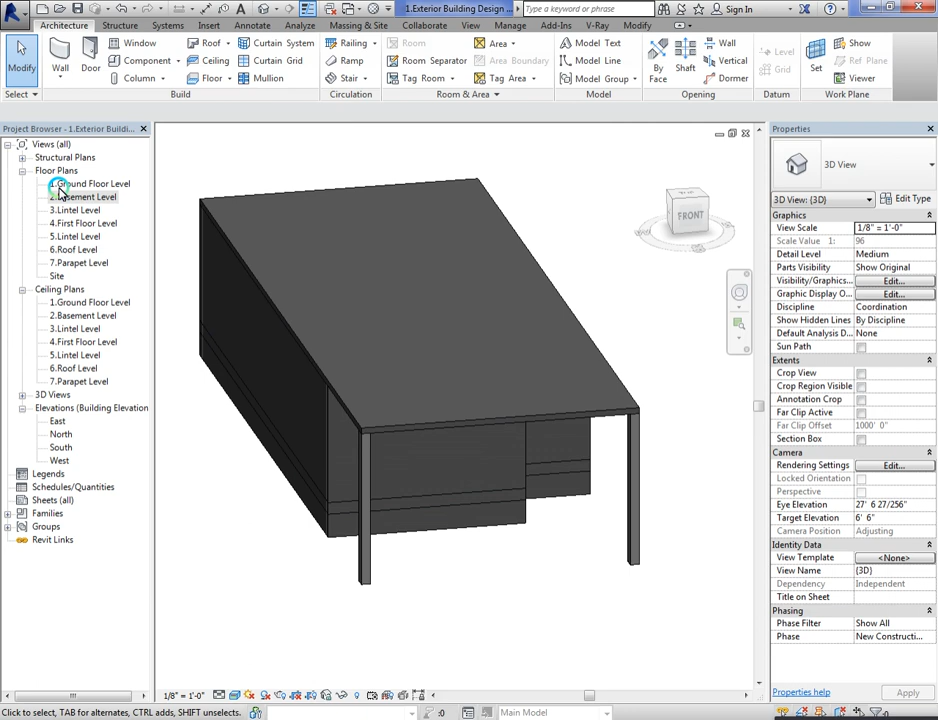 1.Exterior Building Design ...
Type a keyword or phrase
Sign In
Architecture Structure Systems Insert Annotate Analyze Massing & Site Collaborate View Manage Add-Ins V-Ray Modify
Modify
Wall
Door
Window
Component
Column
Roof
Ceiling
Floor
Curtain System
Curtain Grid
Mullion
Railing
Ramp
Stair
Room
Room Separator
Tag Room
Area
Area Boundary
Tag Area
Model Text
Model Line
Model Group
By Face
Shaft
Wall
Vertical
Dormer
Level
Grid
Set
Show
Ref Plane
Viewer
Select Build Circulation Room & Area Model Opening Datum Work Plane
Project Browser - 1.Exterior Buildi...
Views (all)
Structural Plans
Floor Plans
1.Ground Floor Level
2.Basement Level
3.Lintel Level
4.First Floor Level
5.Lintel Level
6.Roof Level
7.Parapet Level
Site
Ceiling Plans
1.Ground Floor Level
2.Basement Level
3.Lintel Level
4.First Floor Level
5.Lintel Level
6.Roof Level
7.Parapet Level
3D Views
Elevations (Building Elevation
East
North
South
West
Legends
Schedules/Quantities
Sheets (all)
Families
Groups
Revit Links
FRONT
Properties
3D View
3D View: {3D} Edit Type
Graphics
View Scale 1/8" = 1'-0"
Scale Value 1: 96
Detail Level Medium
Parts Visibility Show Original
Visibility/Graphics... Edit...
Graphic Display O... Edit...
Discipline Coordination
Show Hidden Lines By Discipline
Default Analysis D... None
Sun Path
Extents
Crop View
Crop Region Visible
Annotation Crop
Far Clip Active
Far Clip Offset 1000' 0"
Section Box
Camera
Rendering Settings Edit...
Locked Orientation
Perspective
Eye Elevation 27' 6 27/256"
Target Elevation 6' 6"
Camera Position Adjusting
Identity Data
View Template <None>
View Name {3D}
Dependency Independent
Title on Sheet
Phasing
Phase Filter Show All
Phase New Constructi...
Properties help Apply
1/8" = 1'-0"
Click to select, TAB for alternates, CTRL adds, SHIFT unselects.
:0
Main Model